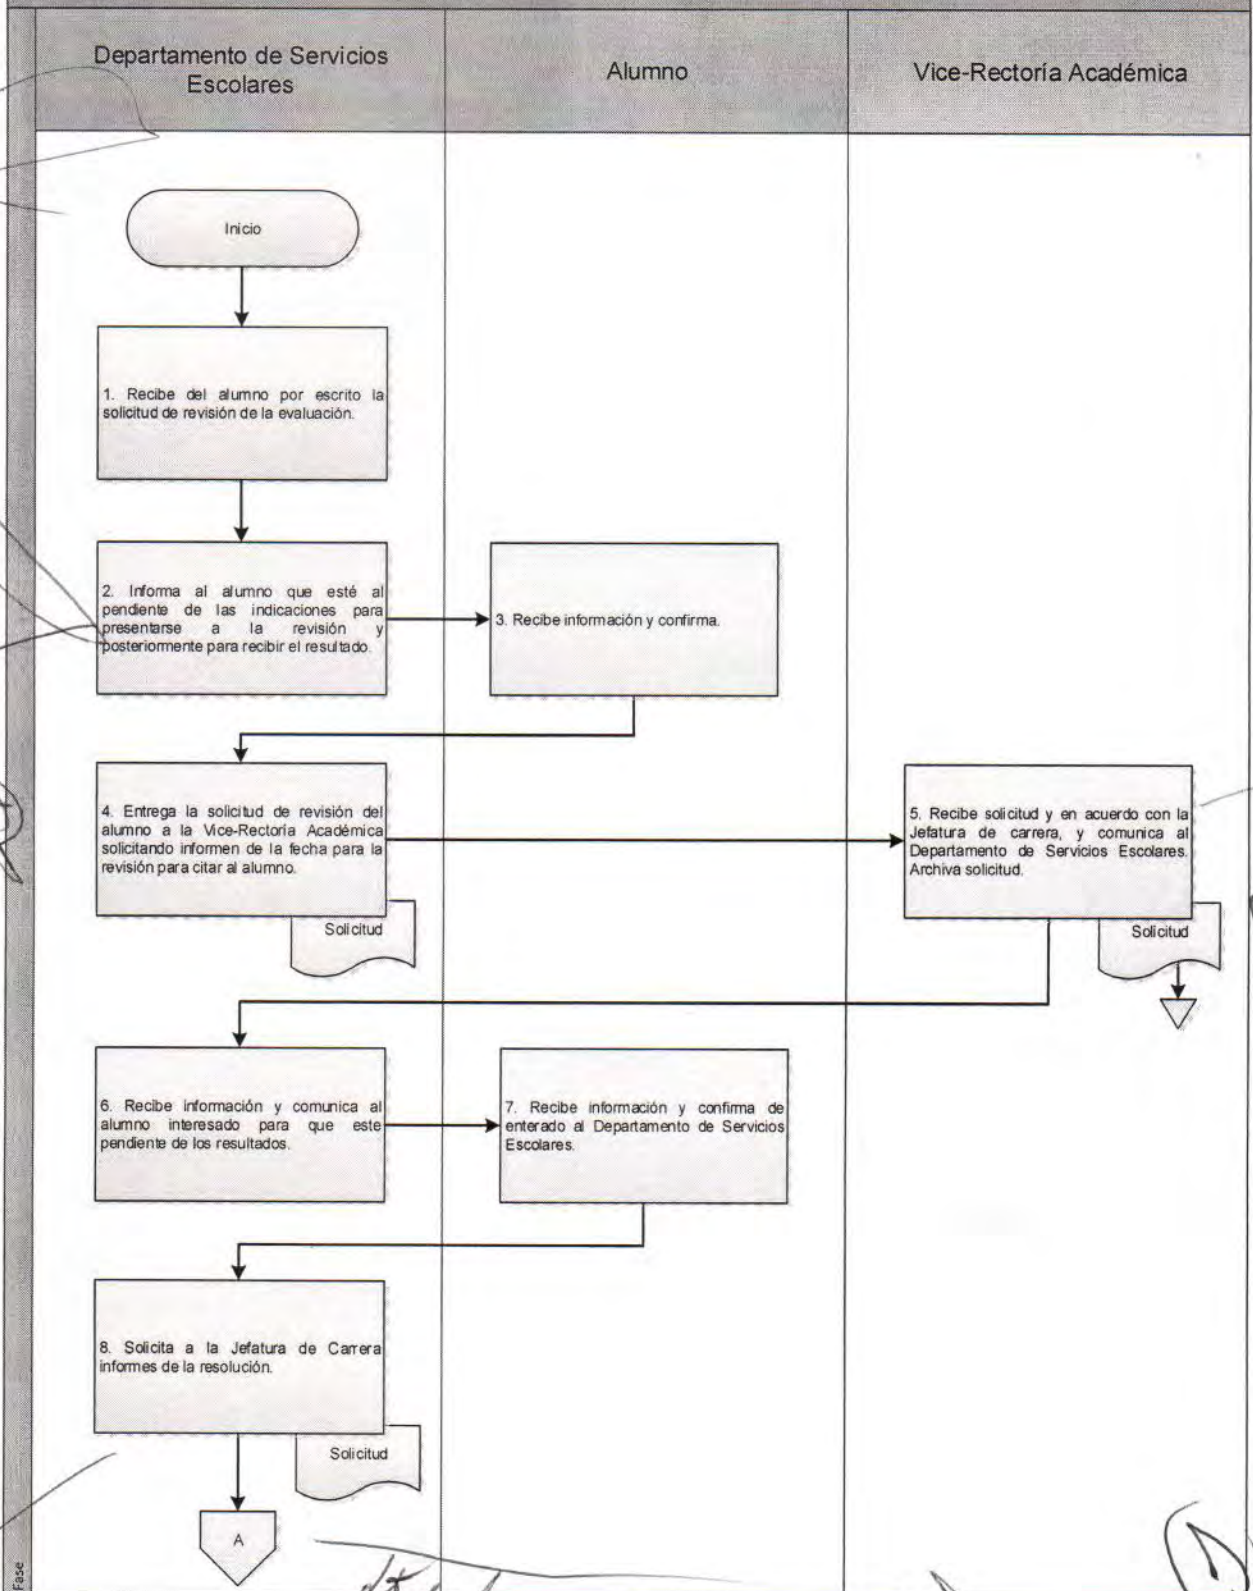 Departamento de Servicios
Escolares
Alumno
Vice-Rectoría Académica
Inicio
1. Recibe del alumno por escrito la
solicitud de revisión de la evaluación.
2. Informa al alumno que esté al
pendiente de las indicaciones para
presentarse a la revisión y
posteriormente para recibir el resultado.
3. Recibe información y confirma.
4. Entrega la solicitud de revisión del
alumno a la Vice-Rectoría Académica
solicitando informen de la fecha para la
revisión para citar al alumno.
Solicitud
5. Recibe solicitud y en acuerdo con la
Jefatura de carrera, y comunica al
Departamento de Servicios Escolares.
Archiva solicitud.
Solicitud
6. Recibe información y comunica al
alumno interesado para que este
pendiente de los resultados.
7. Recibe información y confirma de
enterado al Departamento de Servicios
Escolares.
8. Solicita a la Jefatura de Carrera
informes de la resolución.
Solicitud
A
Fase